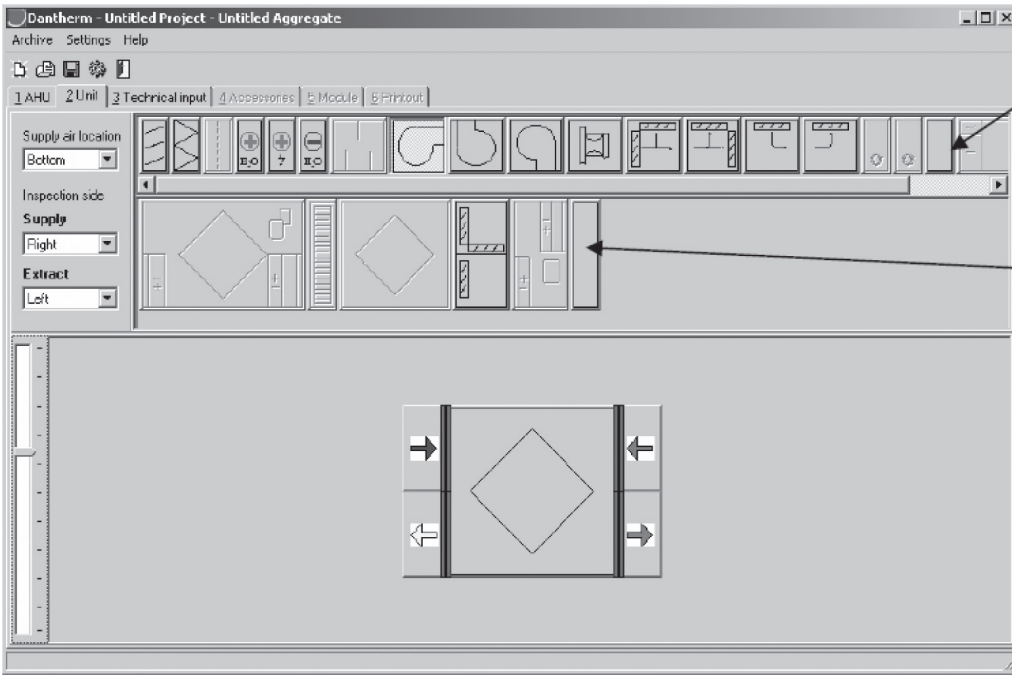 Dantherm - Untitled Project - Untitled Aggregate
Archive Settings Help
1 AHU 2 Unit 3 Technical input 4 Accessories 5 Module 6 Printout
Supply air location
Bottom
Inspection side
Supply
Right
Extract
Left